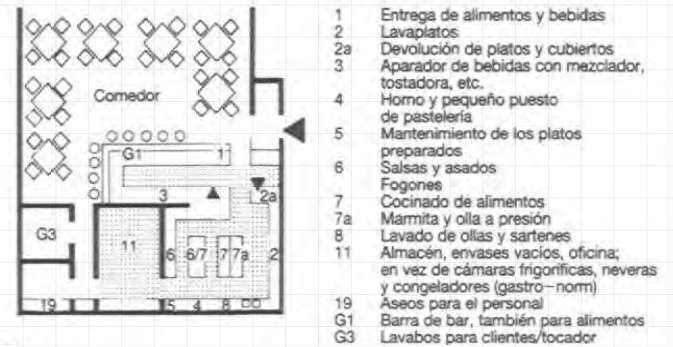 Comedor
G1
1
3
2a
G3
11
6
6/7
7
7a
2
19
5
4
8
1 Entrega de alimentos y bebidas
2 Lavaplatos
2a Devolución de platos y cubiertos
3 Aparador de bebidas con mezclador,
tostadora, etc.
4 Horno y pequeño puesto
de pastelería
5 Mantenimiento de los platos
preparados
6 Salsas y asados
Fogones
7 Cocinado de alimentos
7a Marmita y olla a presión
8 Lavado de ollas y sartenes
11 Almacén, envases vacíos, oficina;
en vez de cámaras frigoríficas, neveras
y congeladores (gastro-norm)
19 Aseos para el personal
G1 Barra de bar, también para alimentos
G3 Lavabos para clientes/tocador